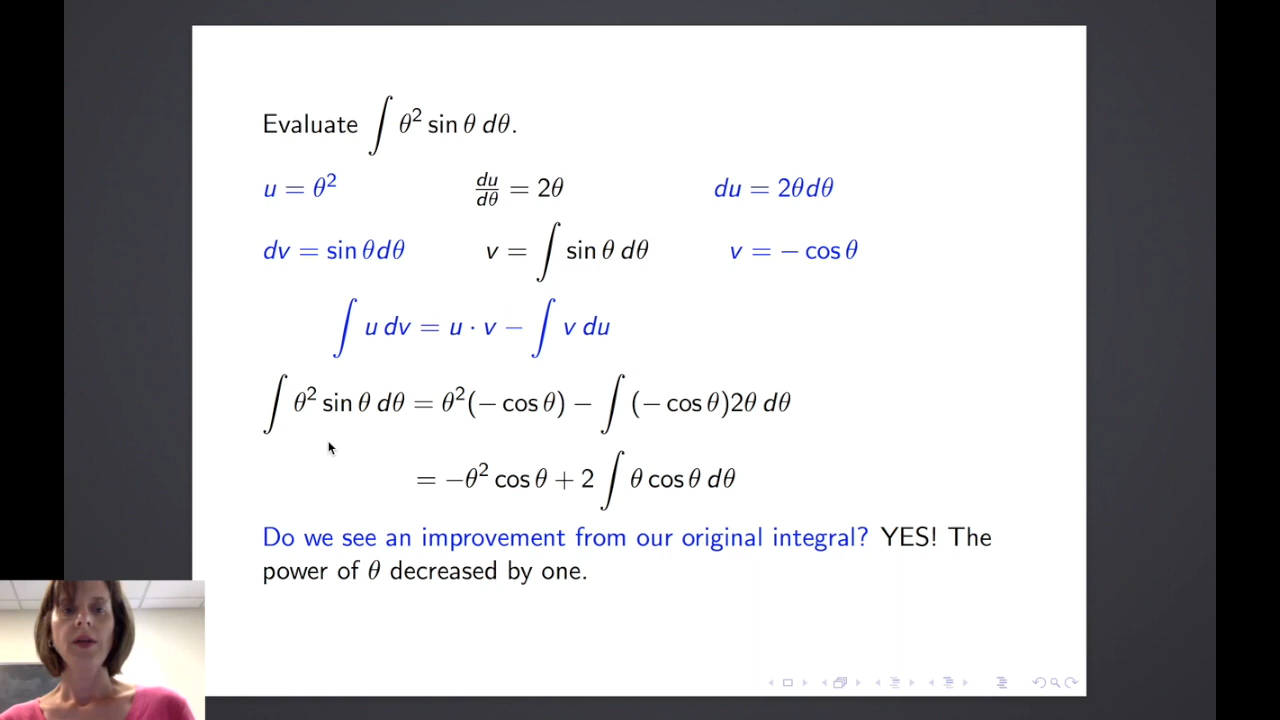 Evaluate ∫ θ² sin θ dθ.
u = θ² du/dθ = 2θ du = 2θdθ
dv = sin θdθ v = ∫ sin θ dθ v = − cos θ
∫ u dv = u · v − ∫ v du
∫ θ² sin θ dθ = θ²(− cos θ) − ∫ (− cos θ)2θ dθ
= −θ² cos θ + 2 ∫ θ cos θ dθ
Do we see an improvement from our original integral? YES! The
power of θ decreased by one.